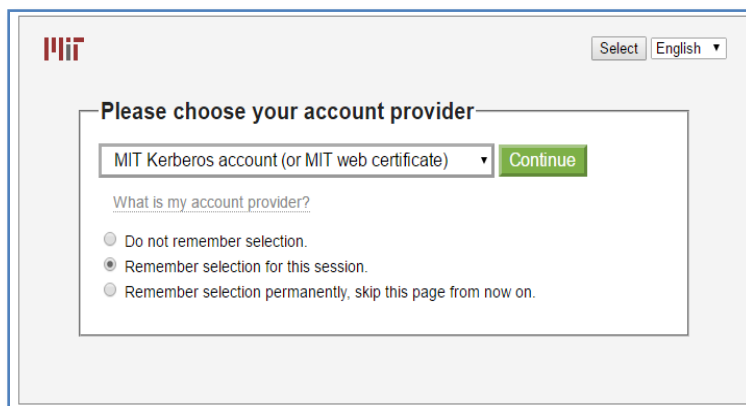 MIT
Select English
Please choose your account provider
MIT Kerberos account (or MIT web certificate) Continue
What is my account provider?
Do not remember selection.
Remember selection for this session.
Remember selection permanently, skip this page from now on.